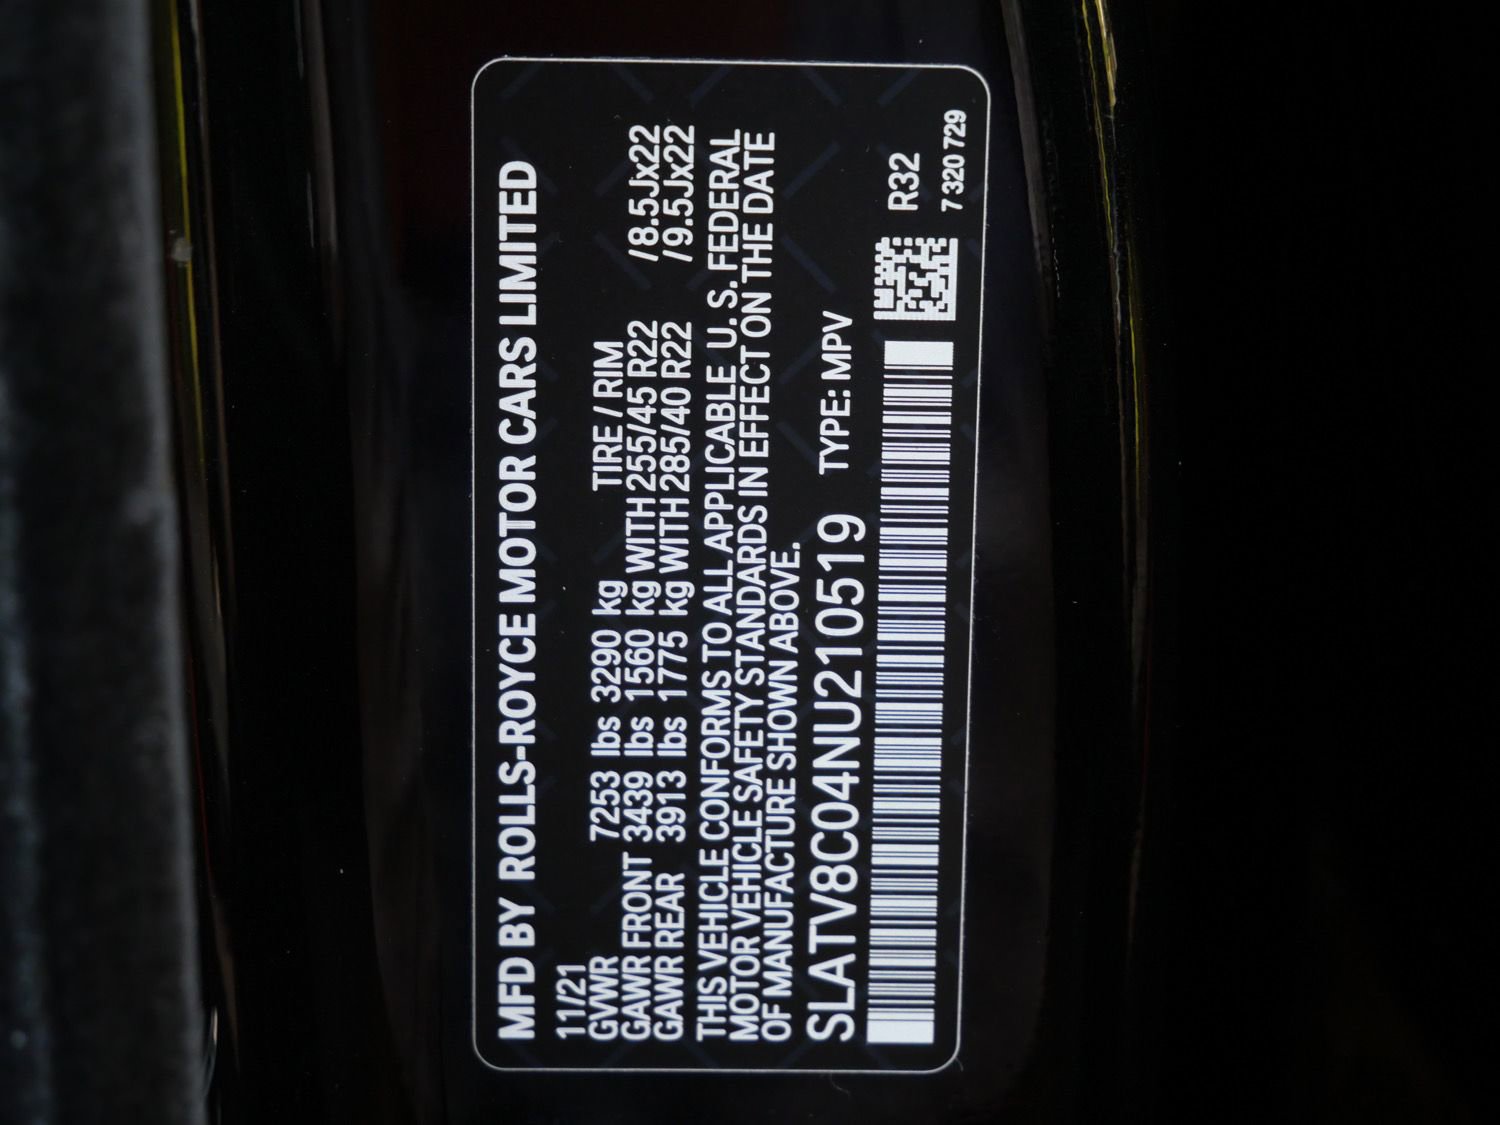 MFD BY ROLLS-ROYCE MOTOR CARS LIMITED
11/21
GVWR 7253 lbs 3290 kg TIRE / RIM
GAWR FRONT 3439 lbs 1560 kg WITH 255/45 R22 /8.5Jx22
GAWR REAR 3913 lbs 1775 kg WITH 285/40 R22 /9.5Jx22
THIS VEHICLE CONFORMS TO ALL APPLICABLE U.S. FEDERAL
MOTOR VEHICLE SAFETY STANDARDS IN EFFECT ON THE DATE
OF MANUFACTURE SHOWN ABOVE.
SLATV8C04NU210519 TYPE: MPV
R32
7 320 729